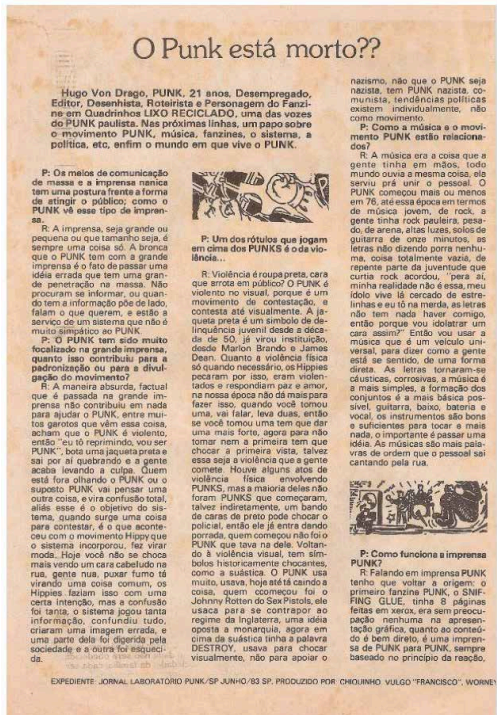 O Punk está morto??
Hugo Von Drago, PUNK, 21 anos, Desempregado,
Editor, Desenhista, Roteirista e Personagem do Fanzi-
ne em Quadrinhos LIXO RECICLADO, uma das vozes
do PUNK paulista. Nas próximas linhas, um papo sobre
o movimento PUNK, música, fanzines, o sistema, a
política, etc, enfim o mundo em que vive o PUNK.
P: Os meios de comunicação
de massa e a imprensa nanica
tem uma postura frente a forma
de atingir o público; como o
PUNK vê esse tipo de impren-
sa.
R: A imprensa, seja grande ou
pequena ou que tamanho seja, é
sempre uma coisa só. A bronca
que o PUNK tem com a grande
imprensa é o fato de passar uma
idéia errada que tem uma gran-
de penetração na massa. Não
procuram se informar, ou quan-
do tem a informação põe de lado,
falam o que querem, e estão a
serviço de um sistema que não é
muito simpático ao PUNK.
P: O PUNK tem sido muito
focalizado na grande imprensa,
quanto isso contribuiu para a
padronização ou para a divul-
gação do movimento?
R: A maneira absurda, factual
que é passada na grande im-
prensa não contribuiu em nada
para ajudar o PUNK, entre mui-
tos garotos que vêm essa coisa,
acham que o PUNK é violento,
então "eu tô reprimindo, vou ser
PUNK", bota uma jaqueta preta e
sai por aí quebrando e a gente
acaba levando a culpa. Quem
está fora olhando o PUNK ou o
suposto PUNK vai pensar uma
outra coisa, e vira confusão total,
aliás esse é o objetivo do sis-
tema, quando surge uma coisa
para contestar, é o que aconte-
ceu com o movimento Hippy que
o sistema incorporou, fez virar
moda. Hoje você não se choca
mais vendo um cara cabeludo na
rua, gente nua, puxar fumo tá
virando uma coisa comum, os
Hippies faziam isso com uma
certa intenção, mas a confusão
foi tanta, o sistema jogou tanta
informação, confundiu tudo,
criaram uma imagem errada, e
uma parte dela foi digerida pela
sociedade e a outra foi esqueci-
da.
P: Um dos rótulos que jogam
em cima dos PUNKS é o da vio-
lência...
R: Violência é roupa preta, cara
que arrota em público? O PUNK é
violento no visual, porque é um
movimento de contestação, e
contesta até visualmente. A ja-
queta preta é um símbolo de de-
linquência juvenil desde a déca-
da de 50, já virou instituição,
desde Marlon Brando e James
Dean. Quanto a violência física
só quando necessário, os Hippies
pecaram por isso, eram violen-
tados e respondiam paz e amor,
na nossa época não dá mais para
fazer isso, quando você tomou
uma, vai falar, leva duas, então
se você tomou uma tem que dar
uma mais forte, agora para não
tomar nem a primeira tem que
chocar a primeira vista, talvez
essa seja a violência que a gente
comete. Houve alguns atos de
violência física envolvendo
PUNKS, mas a maioria deles não
foram PUNKS que começaram,
talvez indiretamente, um bando
de caras de preto pode chocar o
policial, então ele já entra dando
porrada, quem começou não foi o
PUNK que tava na dele. Voltan-
do à violência visual, tem sím-
bolos historicamente chocantes,
como a suástica. O PUNK usa
muito, usava, hoje até tá caindo a
coisa, quem começou foi o
Johnny Rotten do Sex Pistols, ele
usaca para se contrapor ao
regime da Inglaterra, uma idéia
oposta a monarquia, agora em
cima da suástica tinha a palavra
DESTROY, usava para chocar
visualmente, não para apoiar o
nazismo, não que o PUNK seja
nazista, tem PUNK nazista, co-
munista, tendências políticas
existem individualmente, não
como movimento.
P: Como a música e o movi-
mento PUNK estão relaciona-
dos?
R: A música era a coisa que a
gente tinha em mãos, todo
mundo ouvia a mesma coisa, ela
serviu prá unir o pessoal. O
PUNK começou mais ou menos
em 76, até essa época em termos
de música jovem, de rock, a
gente tinha rock pauleira, pesa-
do, de arena, altas luzes, solos de
guitarra de onze minutos, as
letras não dizendo porra nenhu-
ma, coisa totalmente vazia, de
repente parte da juventude que
curtia rock acordou, "pera aí,
minha realidade não é essa, meu
ídolo vive lá cercado de estre-
linhas e eu tô na merda, as letras
não tem nada haver comigo,
então porque vou idolatrar um
cara assim?" Então vou usar a
música que é um veículo uni-
versal, para dizer como a gente
está se sentido, de uma forma
direta. As letras tornaram-se
cáusticas, corrosivas, a música é
a mais simples, a formação dos
conjuntos é a mais básica pos-
sível, guitarra, baixo, bateria e
vocal, os instrumentos são bons
e suficientes para tocar e mais
nada, o importante é passar uma
idéia. As músicas são mais pala-
vras de ordem que o pessoal sai
cantando pela rua.
P: Como funciona a imprensa
PUNK?
R: Falando em imprensa PUNK
tenho que voltar a origem: o
primeiro fanzine PUNK, o SNIF-
FING GLUE, tinha 8 páginas
feitas em xerox, era sem preocu-
pação nenhuma na apresen-
tação gráfica, quanto ao conteú-
do é bem direto, é uma impren-
sa de PUNK para PUNK, sempre
baseado no princípio da reação,
EXPEDIENTE: JORNAL LABORATÓRIO PUNK/SP JUNHO/83 SP. PRODUZIDO POR CHIQUINHO VULGO "FRANCISCO", WORNEY